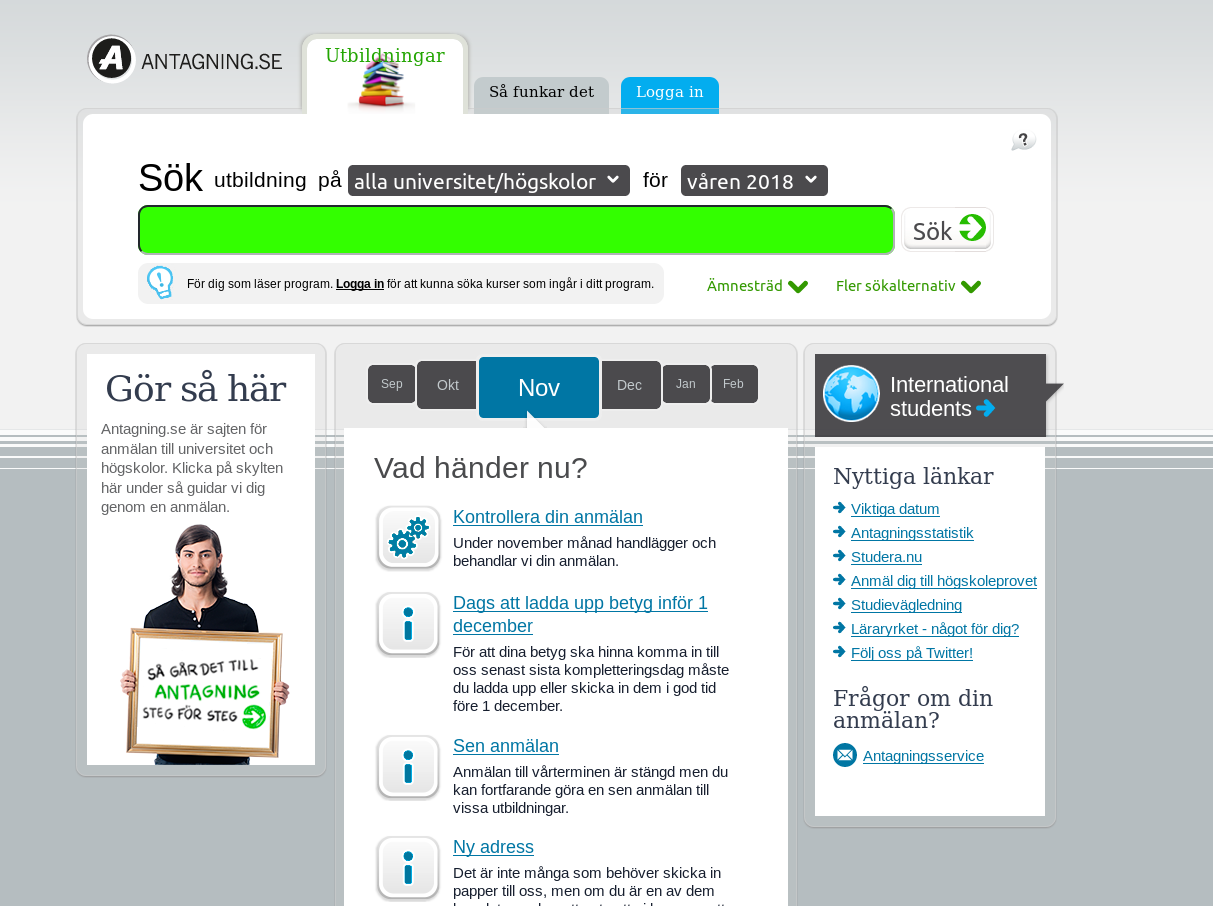 ANTAGNING.SE
Utbildningar
Så funkar det
Logga in
?
Sök utbildning på alla universitet/högskolor för våren 2018
Sök
För dig som läser program. Logga in för att kunna söka kurser som ingår i ditt program.
Ämnesträd
Fler sökalternativ
Gör så här
Antagning.se är sajten för
anmälan till universitet och
högskolor. Klicka på skylten
här under så guidar vi dig
genom en anmälan.
SÅ GÅR DET TILL
ANTAGNING
STEG FÖR STEG
Sep
Okt
Nov
Dec
Jan
Feb
Vad händer nu?
Kontrollera din anmälan
Under november månad handlägger och
behandlar vi din anmälan.
Dags att ladda upp betyg inför 1
december
För att dina betyg ska hinna komma in till
oss senast sista kompletteringsdag måste
du ladda upp eller skicka in dem i god tid
före 1 december.
Sen anmälan
Anmälan till vårterminen är stängd men du
kan fortfarande göra en sen anmälan till
vissa utbildningar.
Ny adress
Det är inte många som behöver skicka in
papper till oss, men om du är en av dem
International
students
Nyttiga länkar
Viktiga datum
Antagningsstatistik
Studera.nu
Anmäl dig till högskoleprovet
Studievägledning
Läraryrket - något för dig?
Följ oss på Twitter!
Frågor om din
anmälan?
Antagningsservice